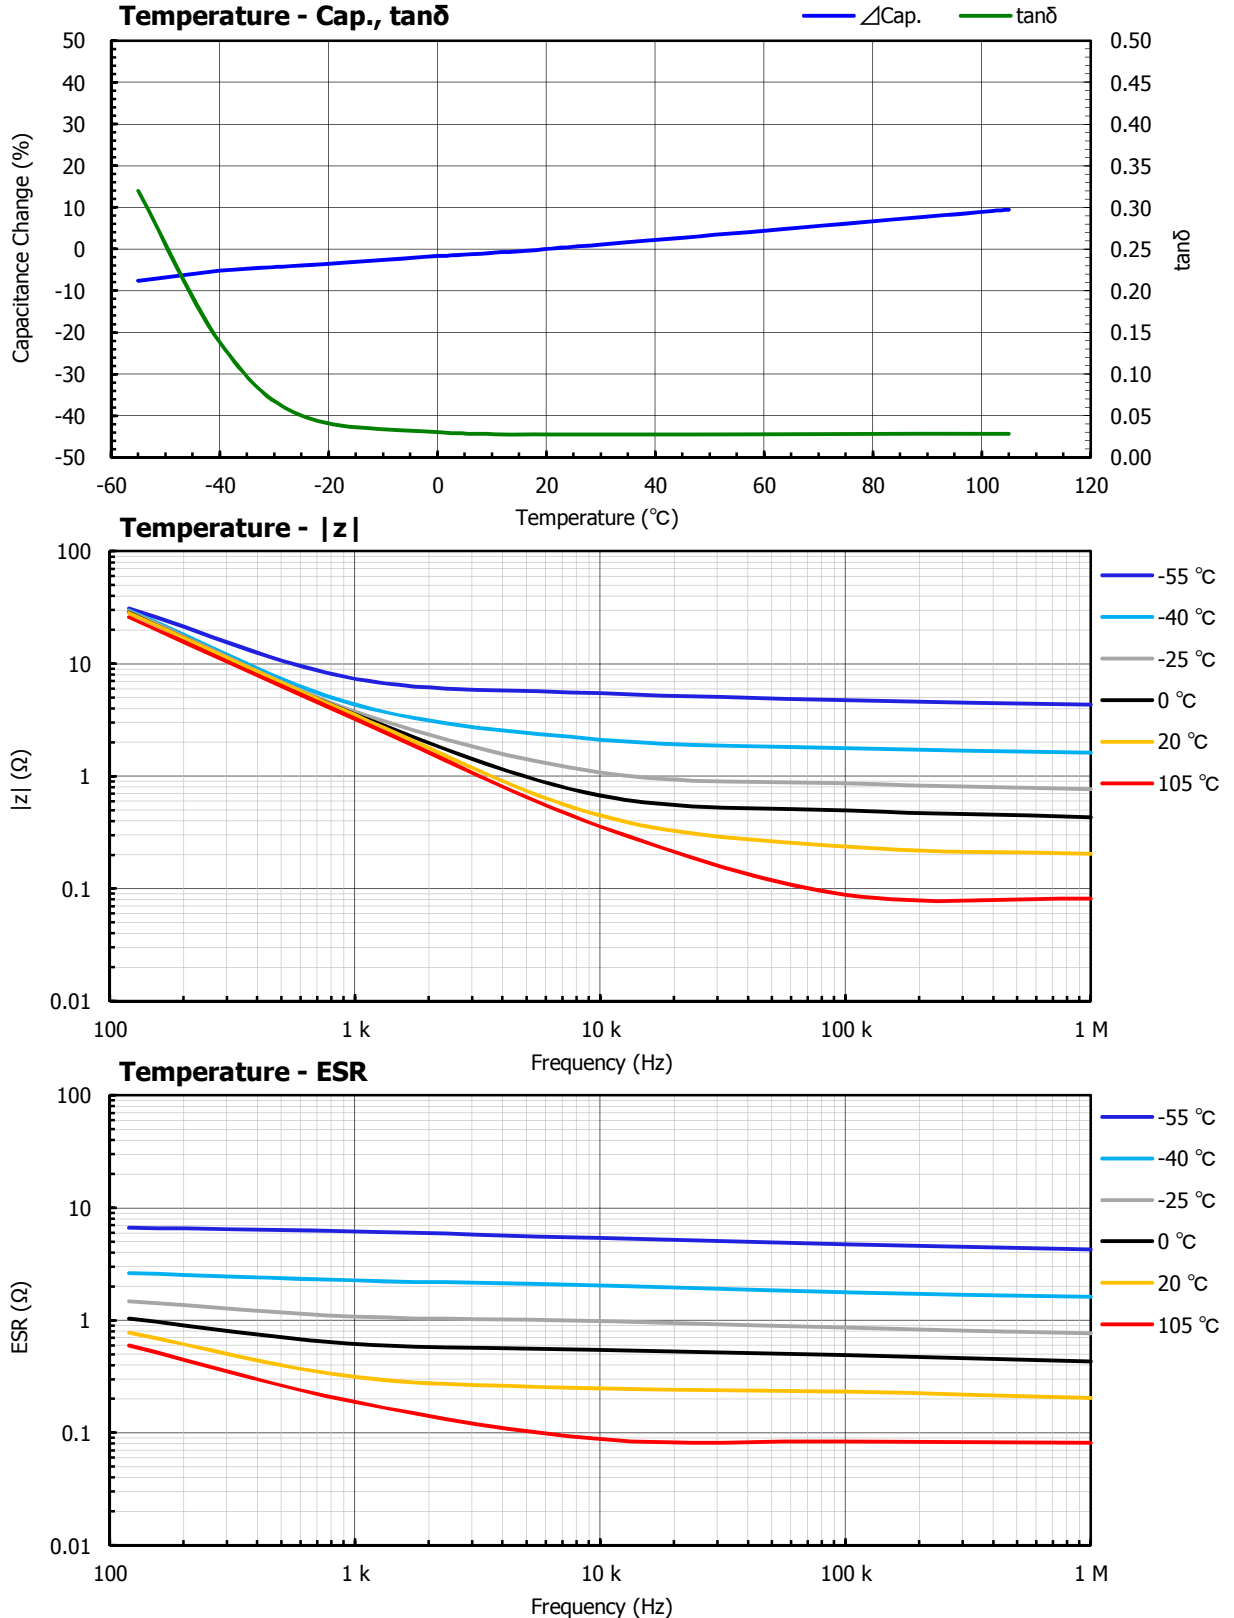 Temperature - Cap., tanδ
⊿Cap.
tanδ
50
40
30
20
10
0
-10
-20
-30
-40
-50
Capacitance Change (%)
0.50
0.45
0.40
0.35
0.30
0.25
0.20
0.15
0.10
0.05
0.00
tanδ
-60 -40 -20 0 20 40 60 80 100 120
Temperature (℃)
Temperature - |z|
100
10
1
0.1
0.01
|z| (Ω)
100 1 k 10 k 100 k 1 M
Frequency (Hz)
-55 ℃
-40 ℃
-25 ℃
0 ℃
20 ℃
105 ℃
Temperature - ESR
100
10
1
0.1
0.01
ESR (Ω)
100 1 k 10 k 100 k 1 M
Frequency (Hz)
-55 ℃
-40 ℃
-25 ℃
0 ℃
20 ℃
105 ℃